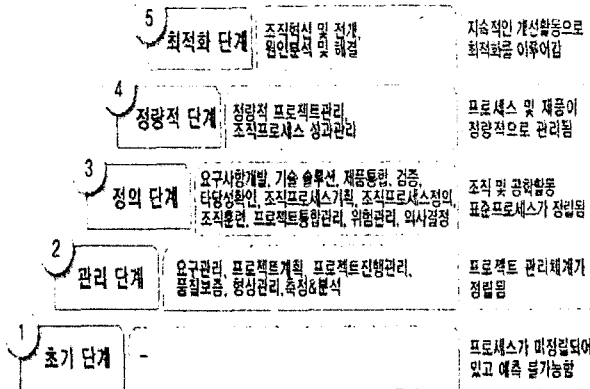 5
최적화 단계
조직혁신 및 전개,
원인분석 및 해결
지속적인 개선활동으로
최적화를 이루어감
4
정량적 단계
정량적 프로젝트관리,
조직프로세스 성과관리
프로세스 및 제품이
정량적으로 관리됨
3
정의 단계
요구사항개발, 기술 솔루션, 제품통합, 검증,
타당성확인, 조직프로세스기획, 조직프로세스정의,
조직훈련, 프로젝트통합관리, 위험관리, 의사결정
조직 및 공학활동
표준프로세스가 정립됨
2
관리 단계
요구관리, 프로젝트계획, 프로젝트진행관리,
품질보증, 형상관리,측정&분석
프로젝트 관리체계가
정립됨
1
초기 단계
-
프로세스가 미정립되어
있고 예측 불가능함